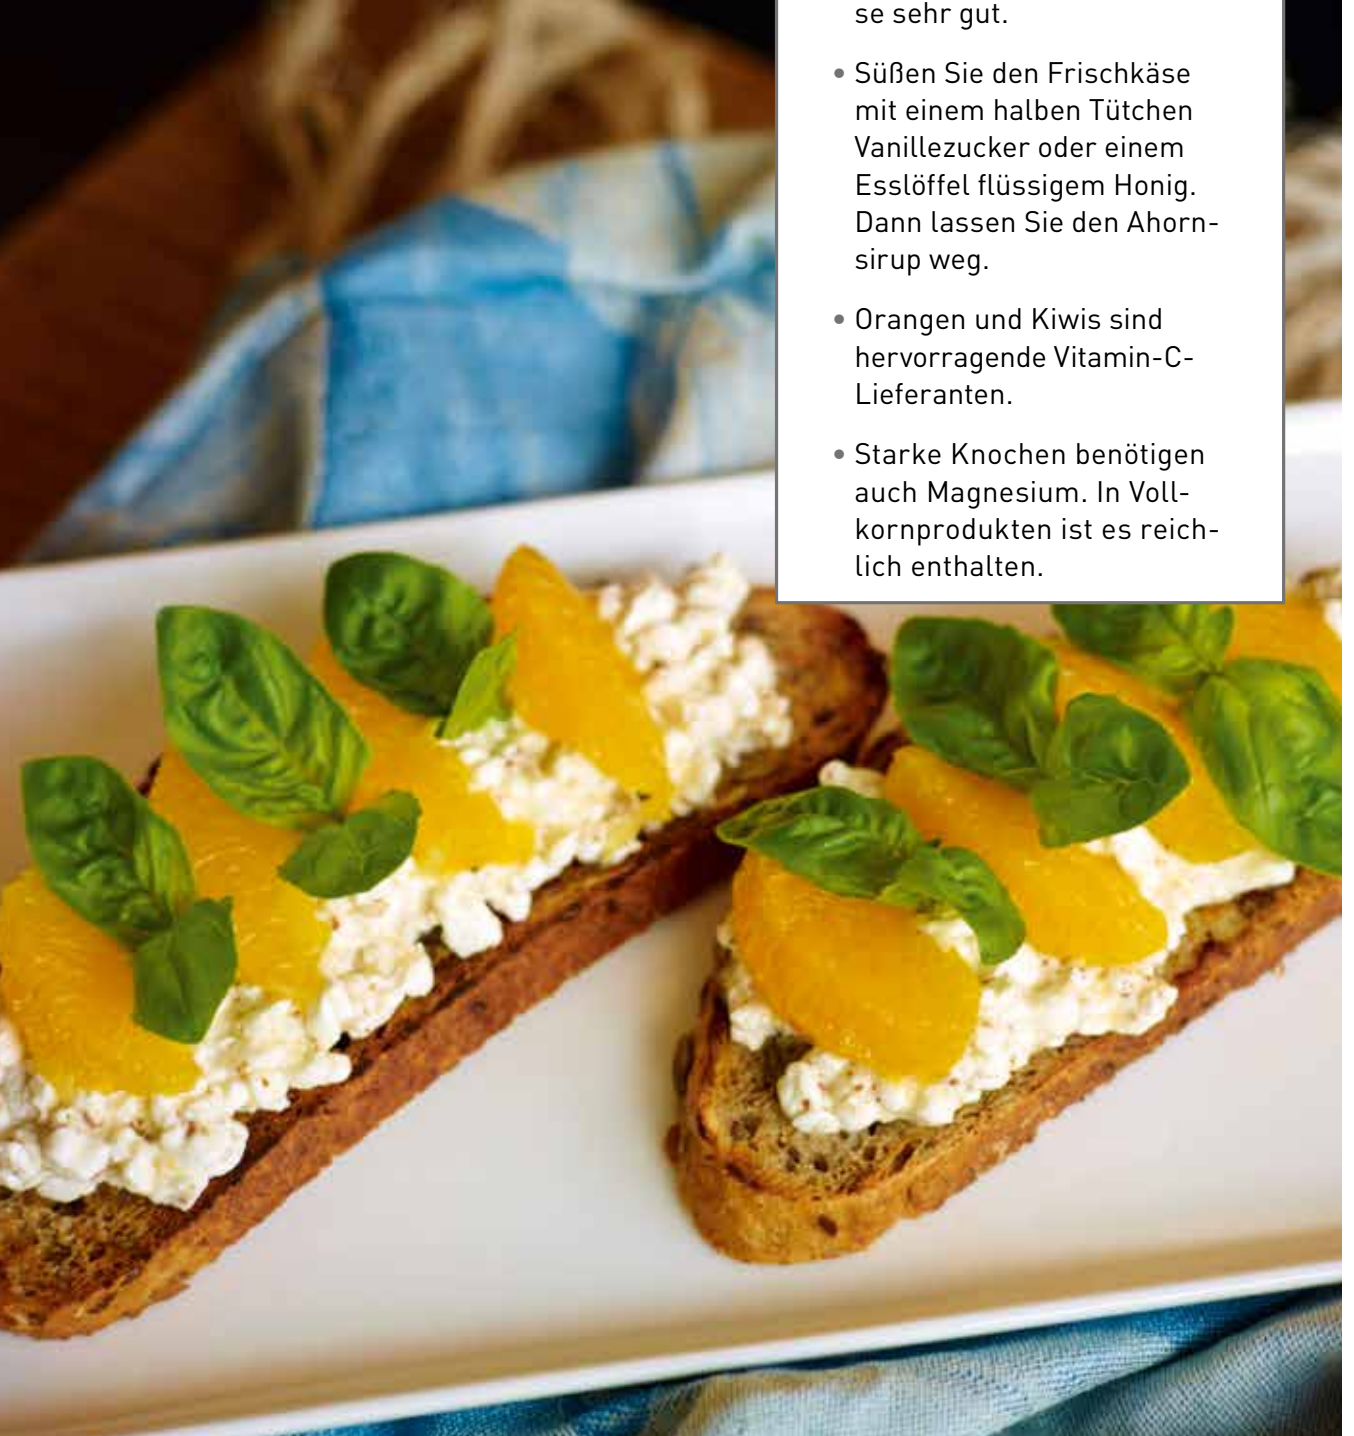 se sehr gut.
• Süßen Sie den Frischkäse
mit einem halben Tütchen
Vanillezucker oder einem
Esslöffel flüssigem Honig.
Dann lassen Sie den Ahorn-
sirup weg.
• Orangen und Kiwis sind
hervorragende Vitamin-C-
Lieferanten.
• Starke Knochen benötigen
auch Magnesium. In Voll-
kornprodukten ist es reich-
lich enthalten.